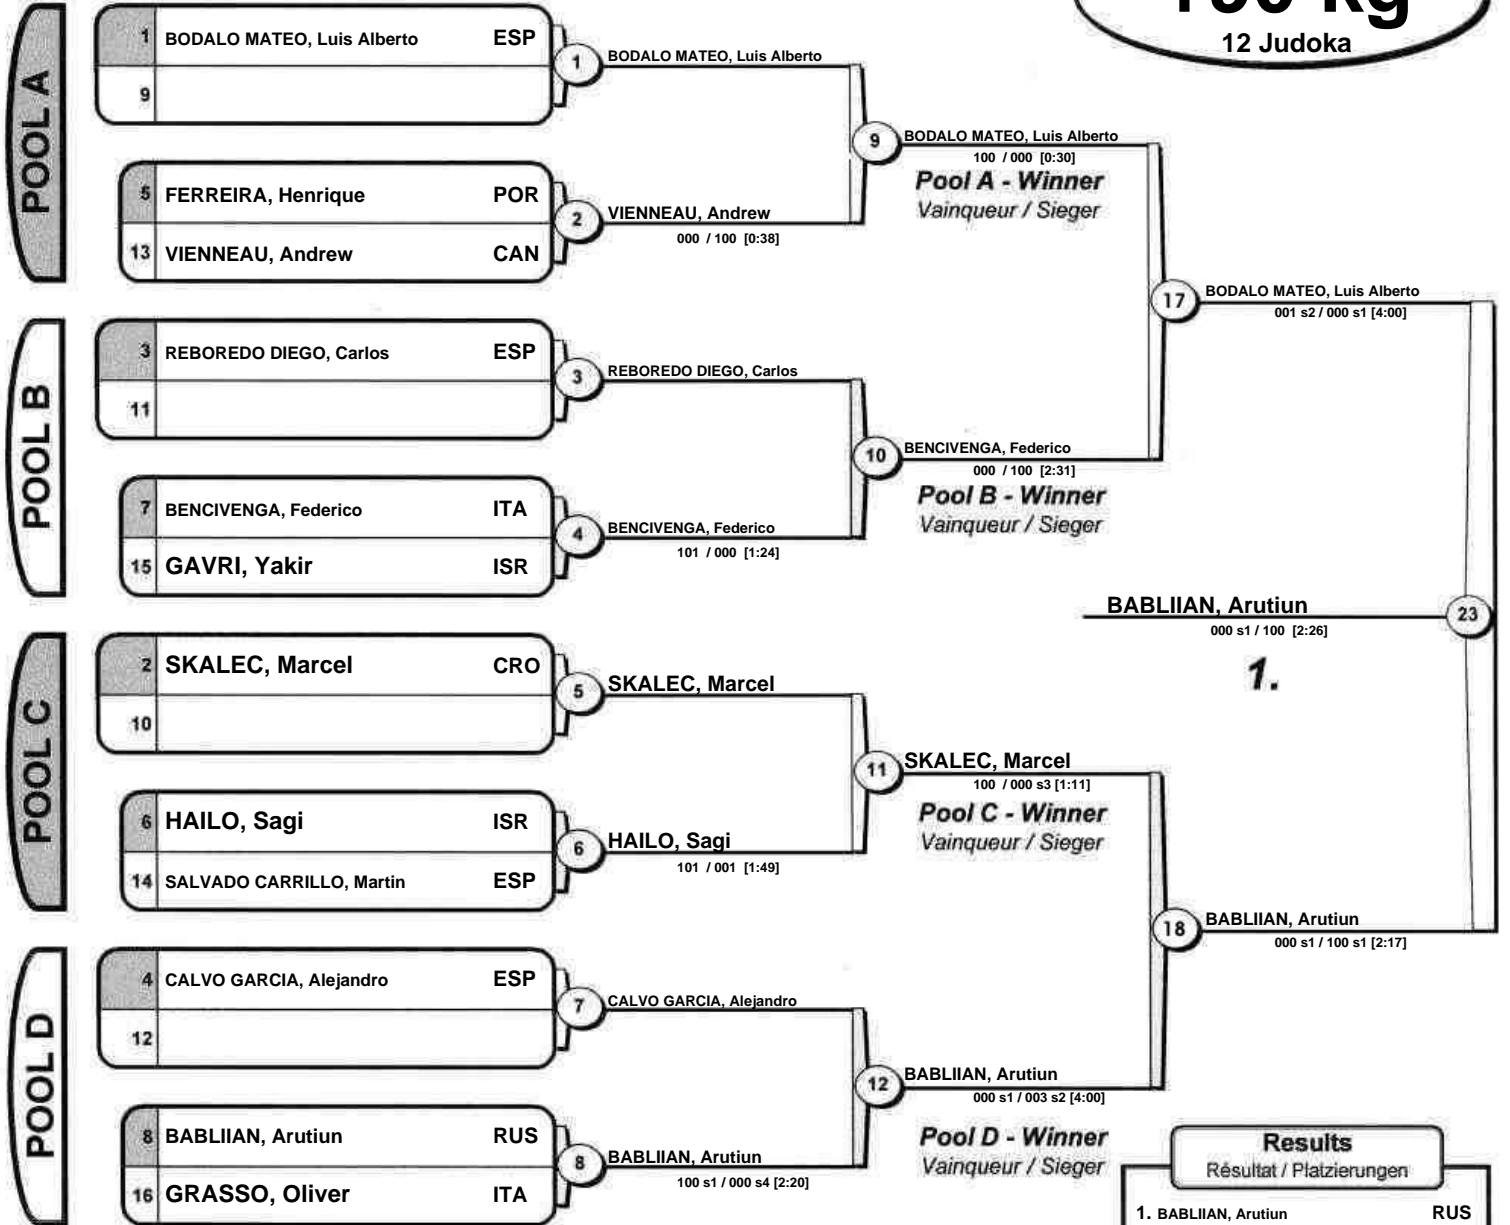 kg
12 Judoka
POOL A
1 BODALO MATEO, Luis Alberto ESP
9
5 FERREIRA, Henrique POR
13 VIENNEAU, Andrew CAN
1 BODALO MATEO, Luis Alberto
2 VIENNEAU, Andrew
000 / 100 [0:38]
9 BODALO MATEO, Luis Alberto
100 / 000 [0:30]
Pool A - Winner
Vainqueur / Sieger
POOL B
3 REBOREDO DIEGO, Carlos ESP
11
7 BENCIVENGA, Federico ITA
15 GAVRI, Yakir ISR
3 REBOREDO DIEGO, Carlos
4 BENCIVENGA, Federico
101 / 000 [1:24]
10 BENCIVENGA, Federico
000 / 100 [2:31]
Pool B - Winner
Vainqueur / Sieger
17 BODALO MATEO, Luis Alberto
001 s2 / 000 s1 [4:00]
BABLIIAN, Arutiun 23
000 s1 / 100 [2:26]
1.
POOL C
2 SKALEC, Marcel CRO
10
6 HAILO, Sagi ISR
14 SALVADO CARRILLO, Martin ESP
5 SKALEC, Marcel
6 HAILO, Sagi
101 / 001 [1:49]
11 SKALEC, Marcel
100 / 000 s3 [1:11]
Pool C - Winner
Vainqueur / Sieger
POOL D
4 CALVO GARCIA, Alejandro ESP
12
8 BABLIIAN, Arutiun RUS
16 GRASSO, Oliver ITA
7 CALVO GARCIA, Alejandro
8 BABLIIAN, Arutiun
100 s1 / 000 s4 [2:20]
12 BABLIIAN, Arutiun
000 s1 / 003 s2 [4:00]
Pool D - Winner
Vainqueur / Sieger
18 BABLIIAN, Arutiun
000 s1 / 100 s1 [2:17]
Results
Résultat / Platzierungen
1. BABLIIAN, Arutiun RUS